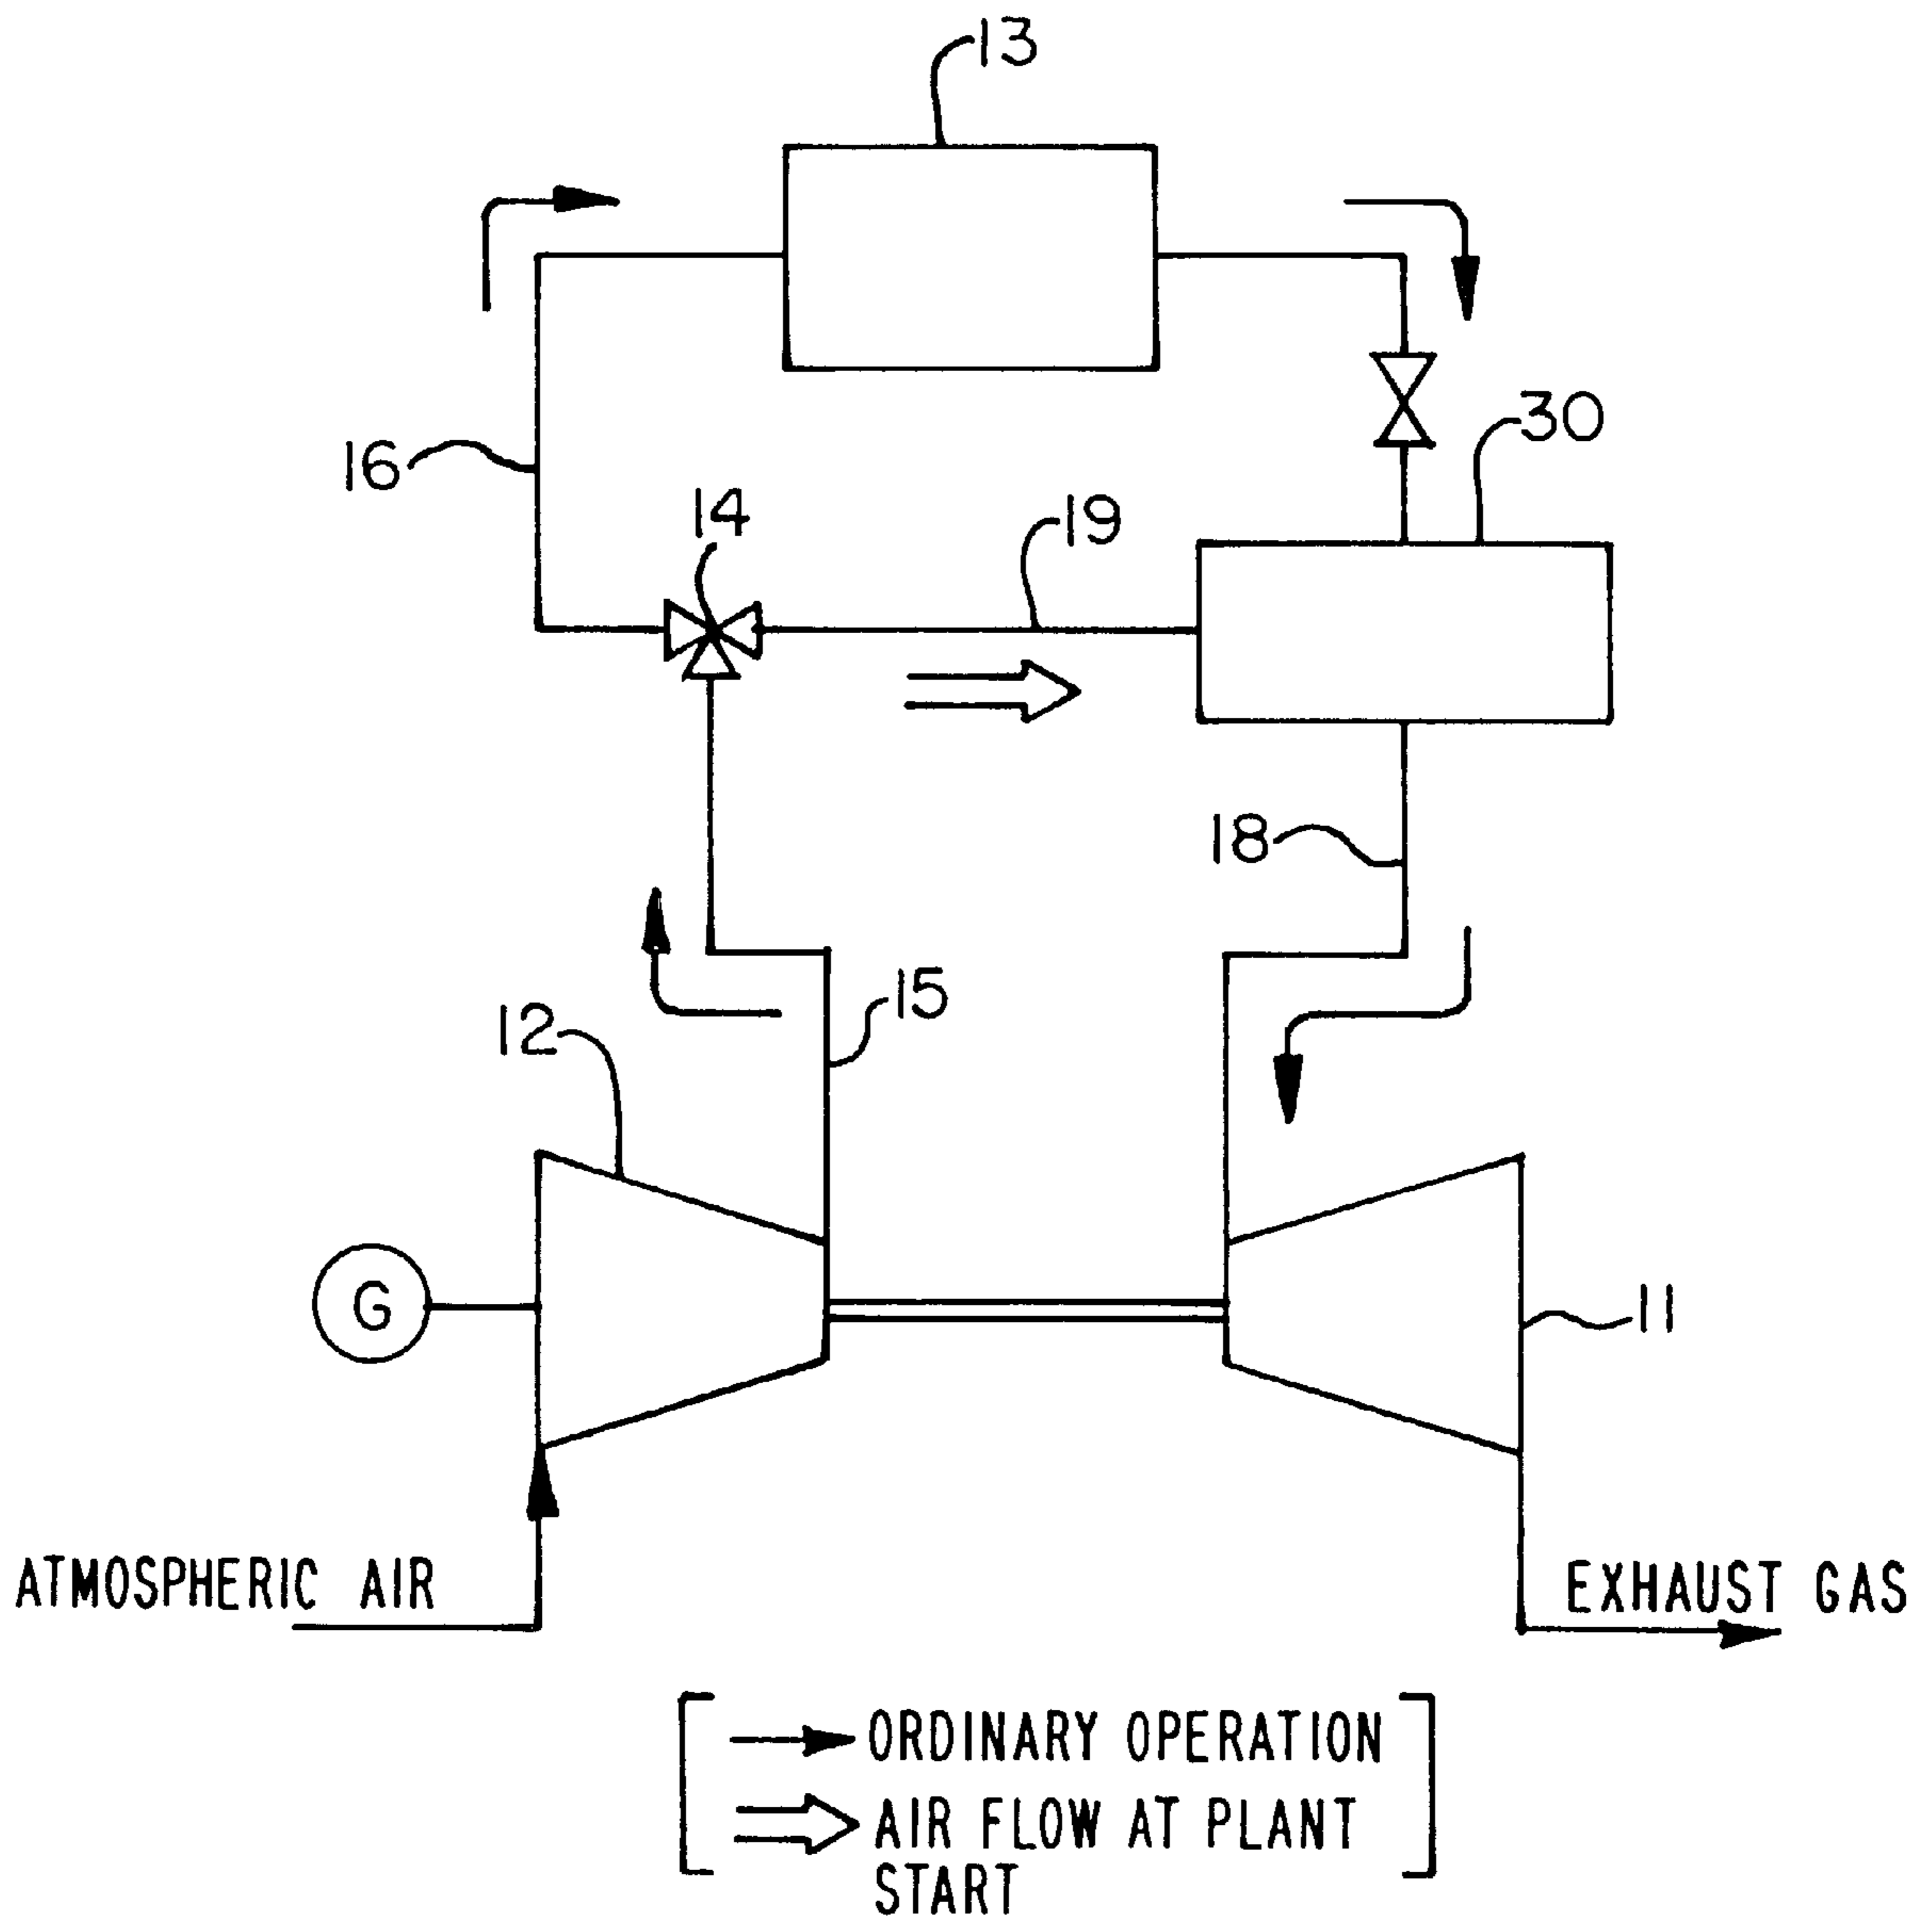 13
30
16
14
19
18
15
12
G
11
ATMOSPHERIC AIR
EXHAUST GAS
ORDINARY OPERATION
AIR FLOW AT PLANT
START